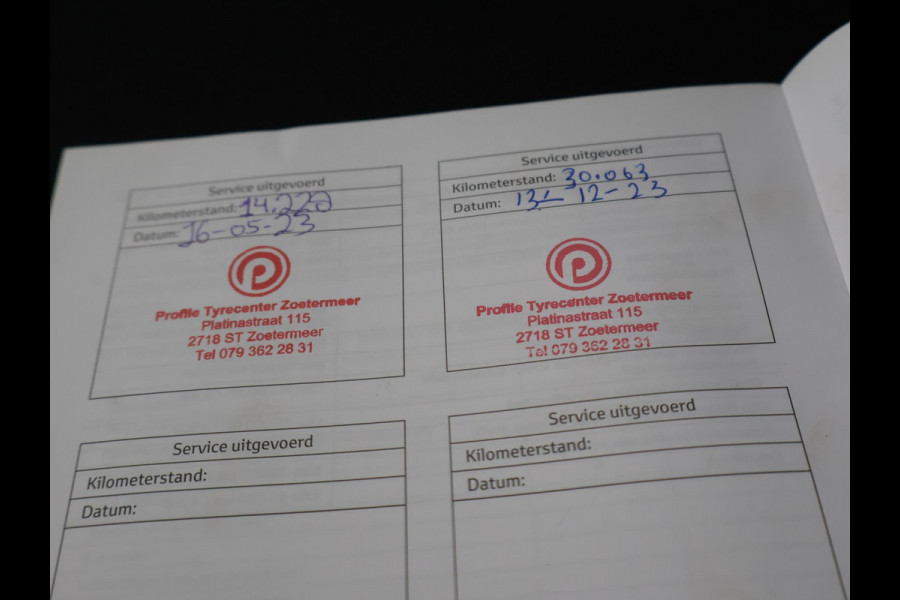 Service uitgevoerd
Kilometerstand: 14.220
Datum: 16-05-23
Profile Tyrecenter Zoetermeer
Platinastraat 115
2718 ST Zoetermeer
Tel 079 362 28 31
Service uitgevoerd
Kilometerstand: 30.063
Datum: 13-12-23
Profile Tyrecenter Zoetermeer
Platinastraat 115
2718 ST Zoetermeer
Tel 079 362 28 31
Service uitgevoerd
Kilometerstand:
Datum:
Service uitgevoerd
Kilometerstand:
Datum: